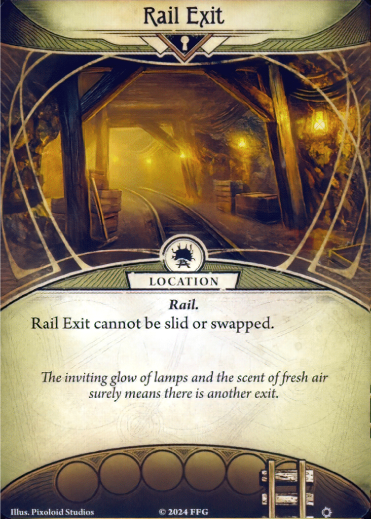 Rail Exit
LOCATION
Rail.
Rail Exit cannot be slid or swapped.
The inviting glow of lamps and the scent of fresh air
surely means there is another exit.
Illus. Pixoloid Studios
© 2024 FFG